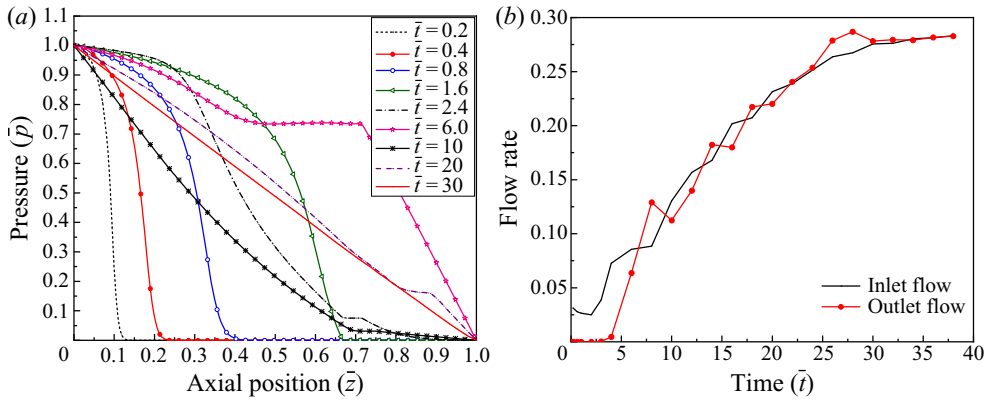 (a)
1.1
1.0
0.9
0.8
0.7
0.6
0.5
0.4
0.3
0.2
0.1
0
Pressure (p̄)
0.1 0.2 0.3 0.4 0.5 0.6 0.7 0.8 0.9 1.0
Axial position (z̄)
t̄ = 0.2
t̄ = 0.4
t̄ = 0.8
t̄ = 1.6
t̄ = 2.4
t̄ = 6.0
t̄ = 10
t̄ = 20
t̄ = 30
(b)
0.30
0.25
0.20
0.15
0.10
0.05
Flow rate
0 5 10 15 20 25 30 35 40
Time (t̄)
Inlet flow
Outlet flow